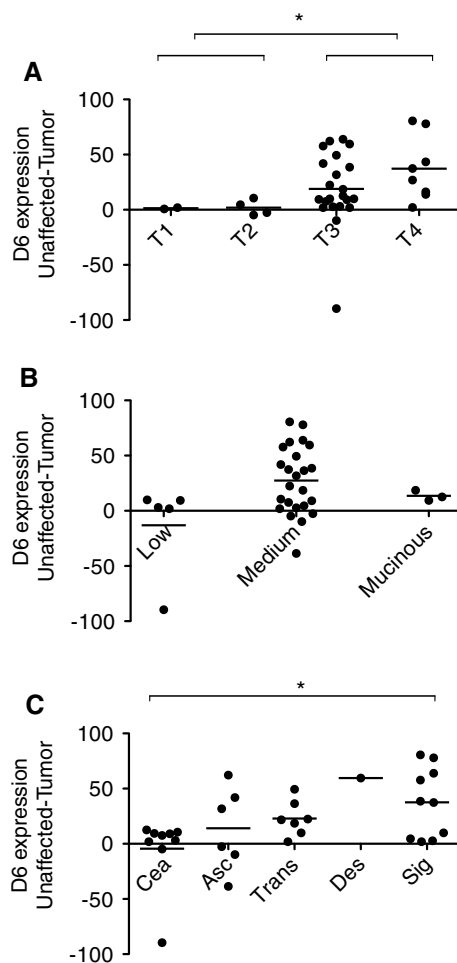 *
A
D6 expression
Unaffected-Tumor
100
50
0
-50
-100
T1
T2
T3
T4
B
D6 expression
Unaffected-Tumor
100
50
0
-50
-100
Low
Medium
Mucinous
*
C
D6 expression
Unaffected-Tumor
100
50
0
-50
-100
Cea
Asc
Trans
Des
Sig